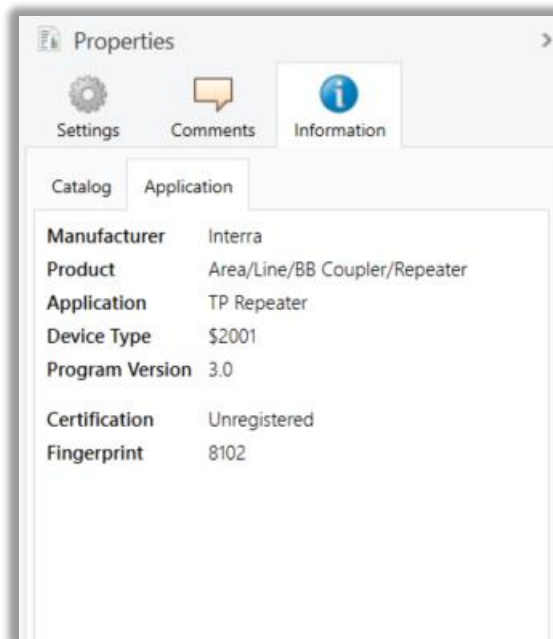 Properties
Settings Comments Information
Catalog Application
Manufacturer Interra
Product Area/Line/BB Coupler/Repeater
Application TP Repeater
Device Type $2001
Program Version 3.0
Certification Unregistered
Fingerprint 8102